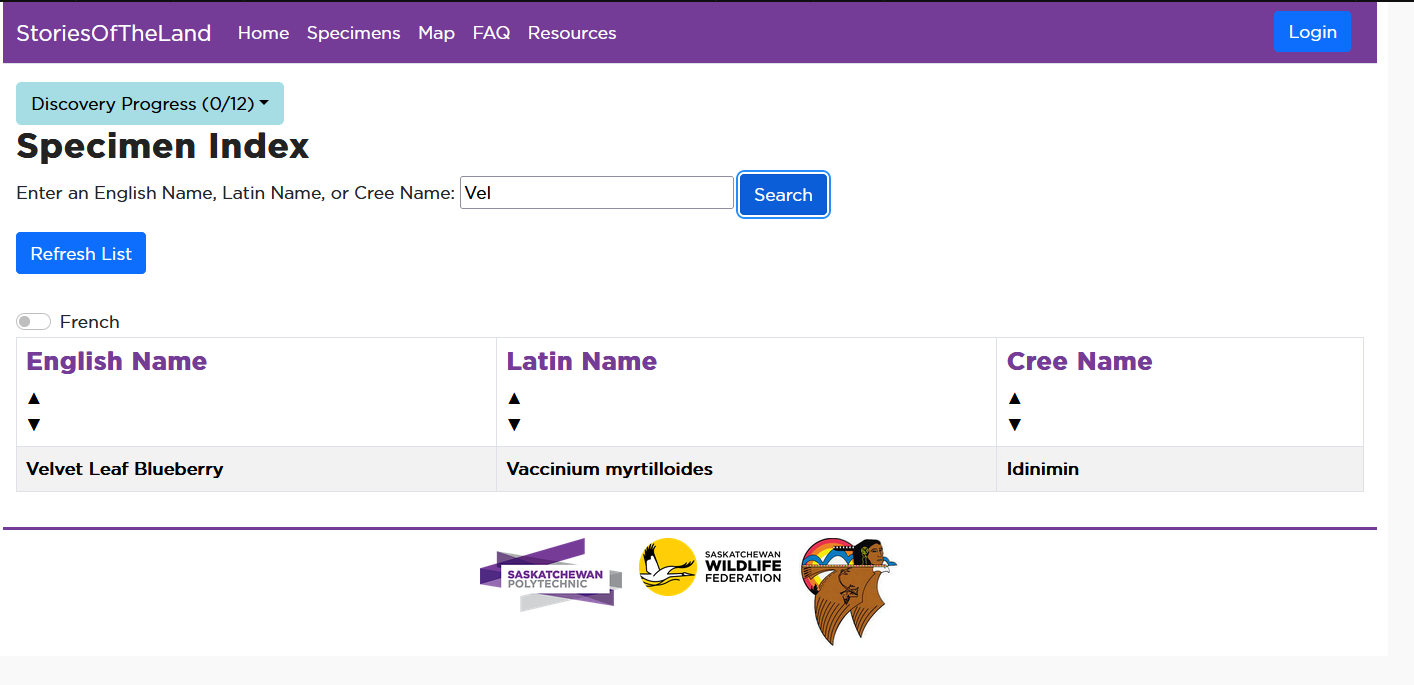 StoriesOfTheLand Home Specimens Map FAQ Resources Login
Discovery Progress (0/12)
Specimen Index
Enter an English Name, Latin Name, or Cree Name: Vel Search
Refresh List
French
English Name Latin Name Cree Name
▲ ▲ ▲
▼ ▼ ▼
Velvet Leaf Blueberry Vaccinium myrtilloides Idinimin
SASKATCHEWAN
POLYTECHNIC
SASKATCHEWAN
WILDLIFE
FEDERATION